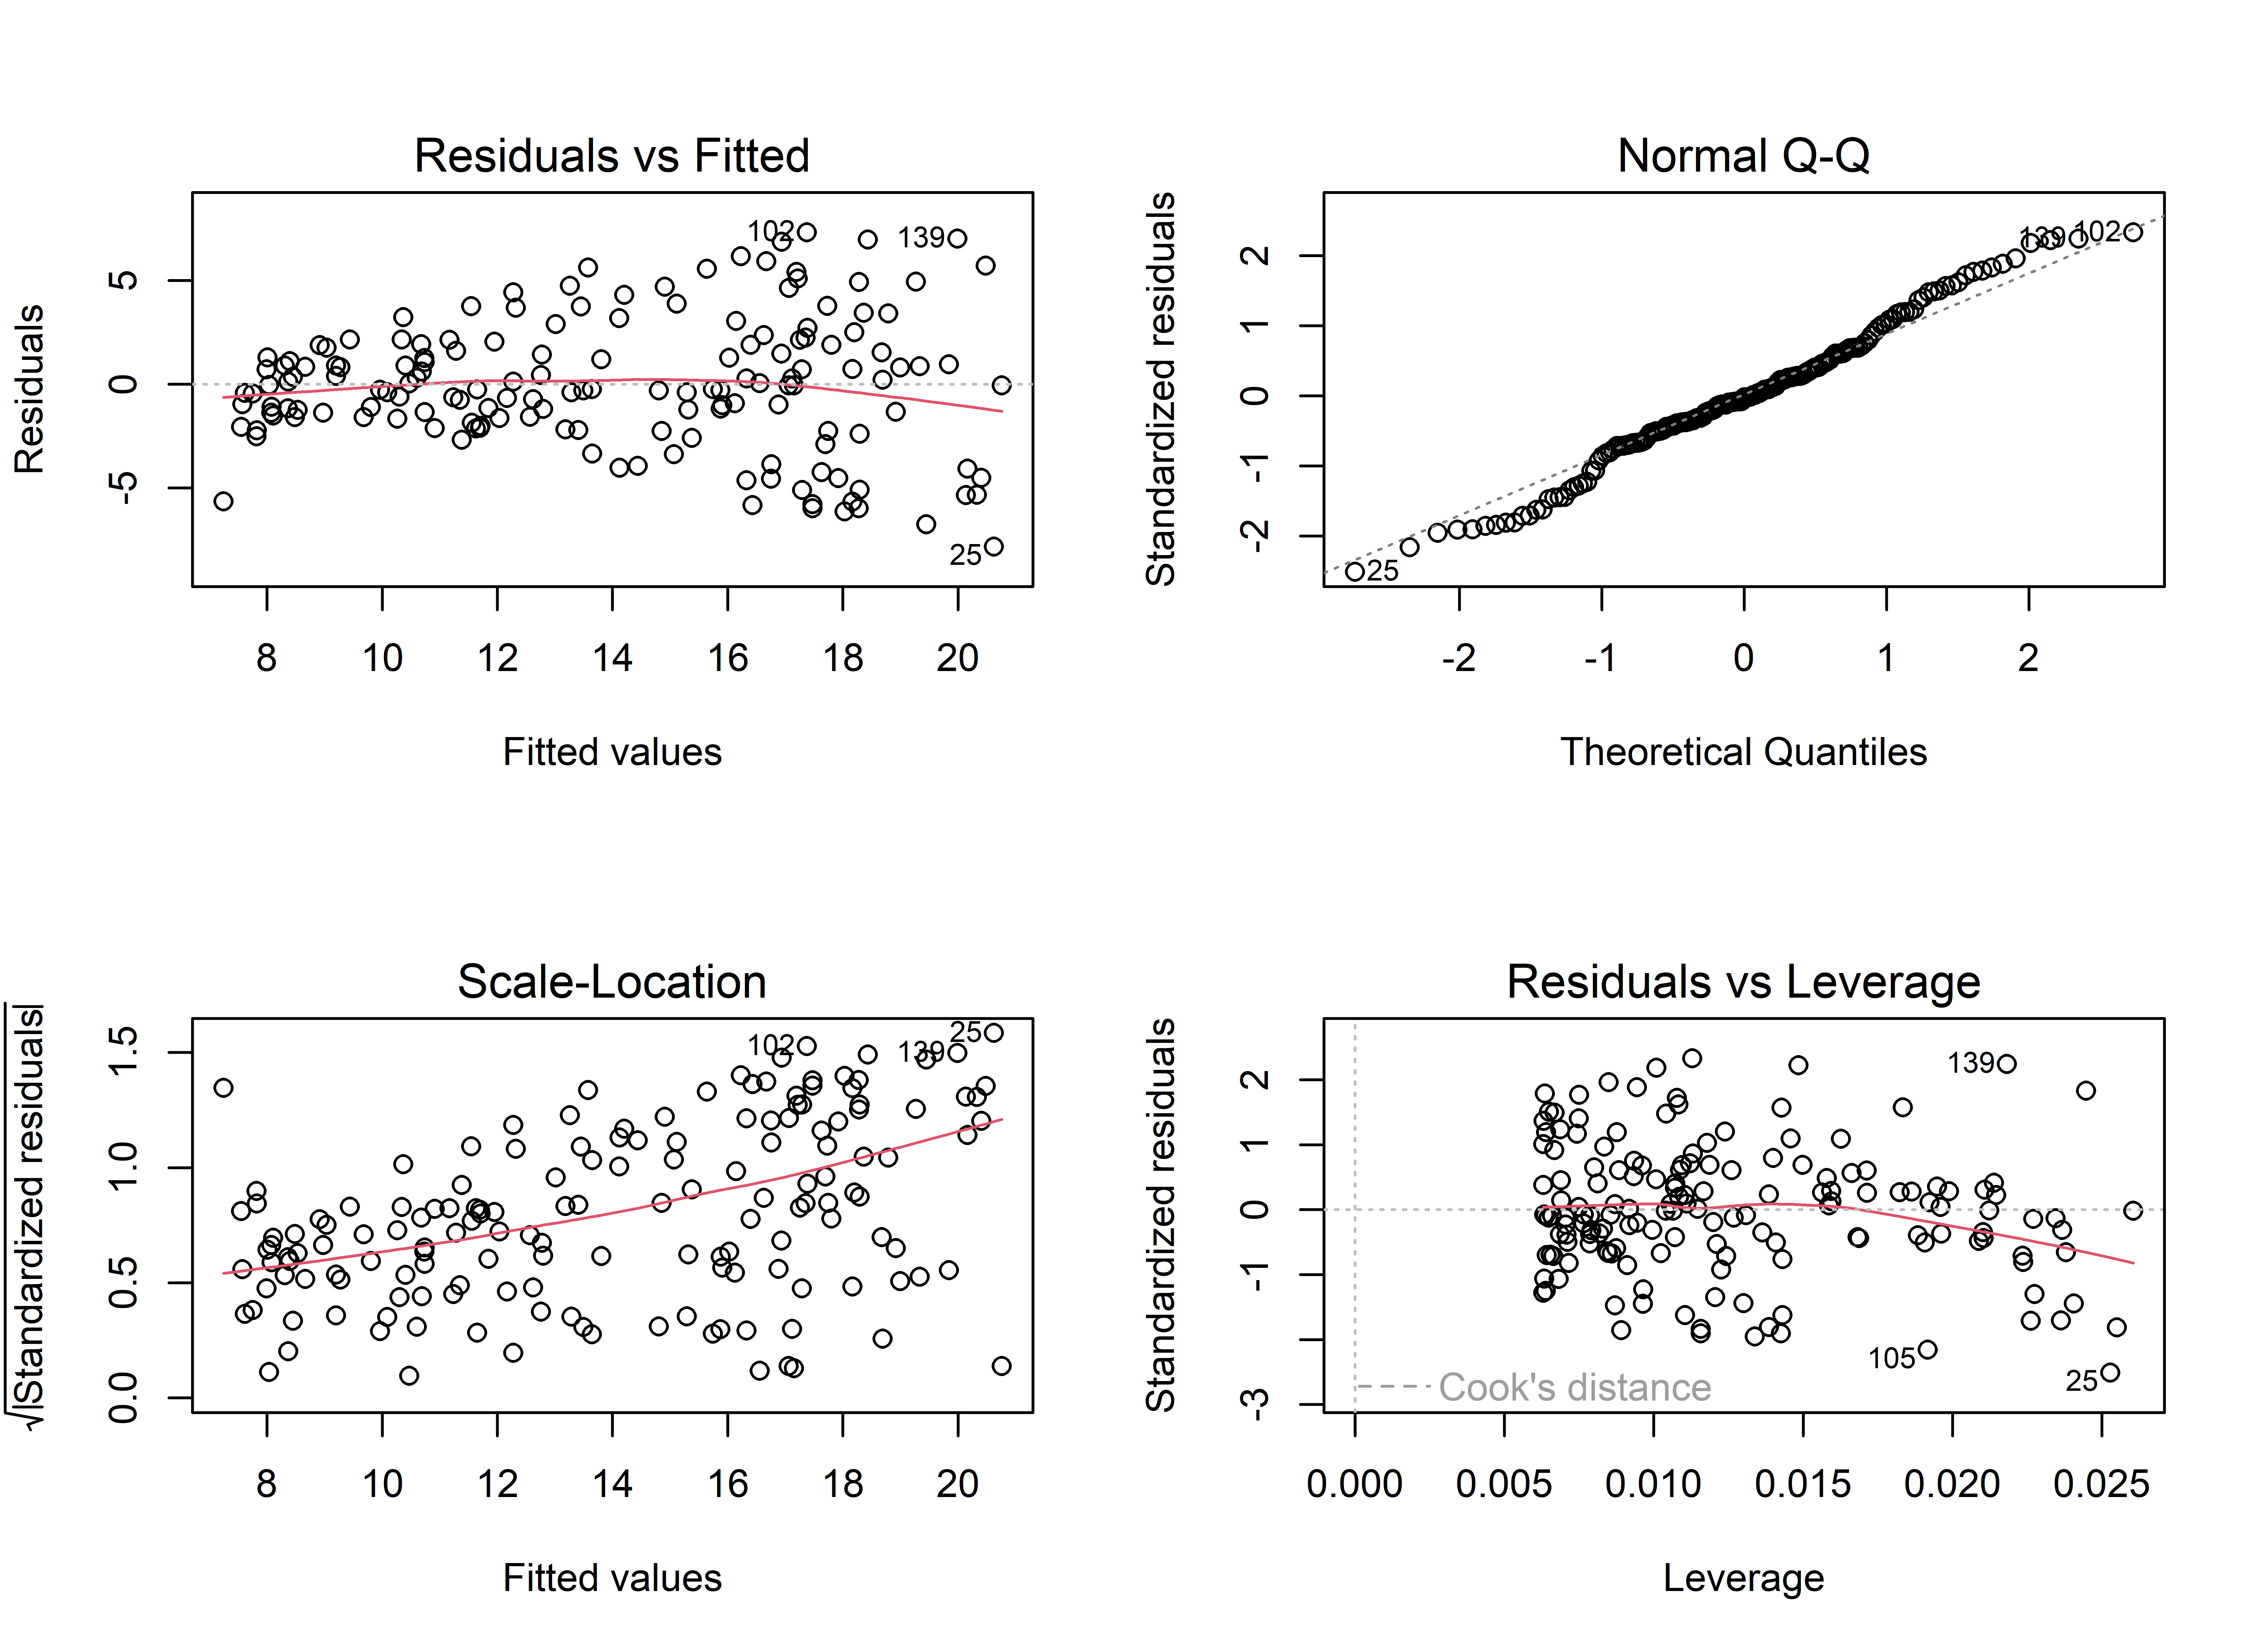 Residuals vs Fitted
Residuals
5
0
-5
102
139
25
8 10 12 14 16 18 20
Fitted values
Normal Q-Q
Standardized residuals
2
1
0
-1
-2
139
102
25
-2 -1 0 1 2
Theoretical Quantiles
Scale-Location
√|Standardized residuals|
1.5
1.0
0.5
0.0
102
139
25
8 10 12 14 16 18 20
Fitted values
Residuals vs Leverage
Standardized residuals
2
1
0
-1
-3
139
105
25
Cook's distance
0.000 0.005 0.010 0.015 0.020 0.025
Leverage